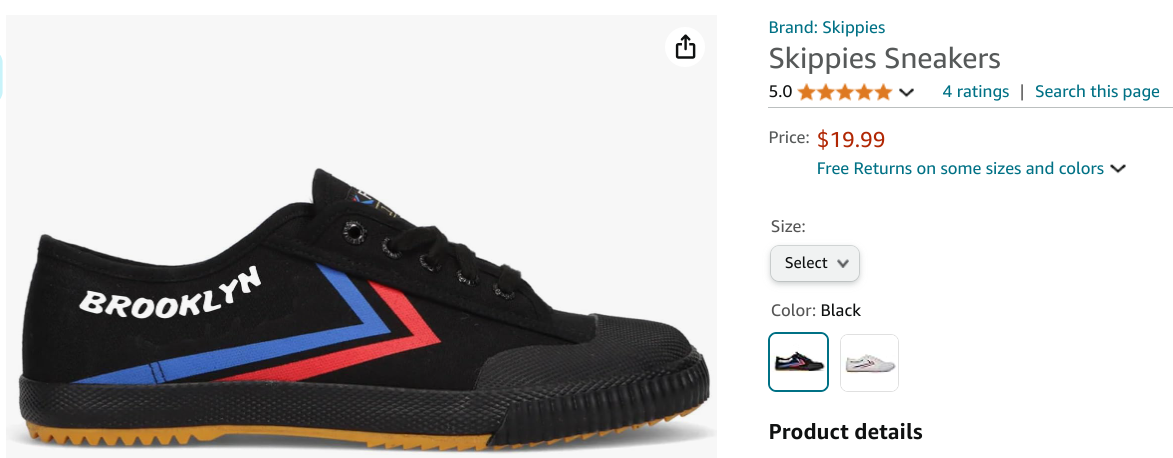 BROOKLYN
Brand: Skippies
Skippies Sneakers
5.0 4 ratings | Search this page
Price: $19.99
Free Returns on some sizes and colors
Size:
Select
Color: Black
Product details